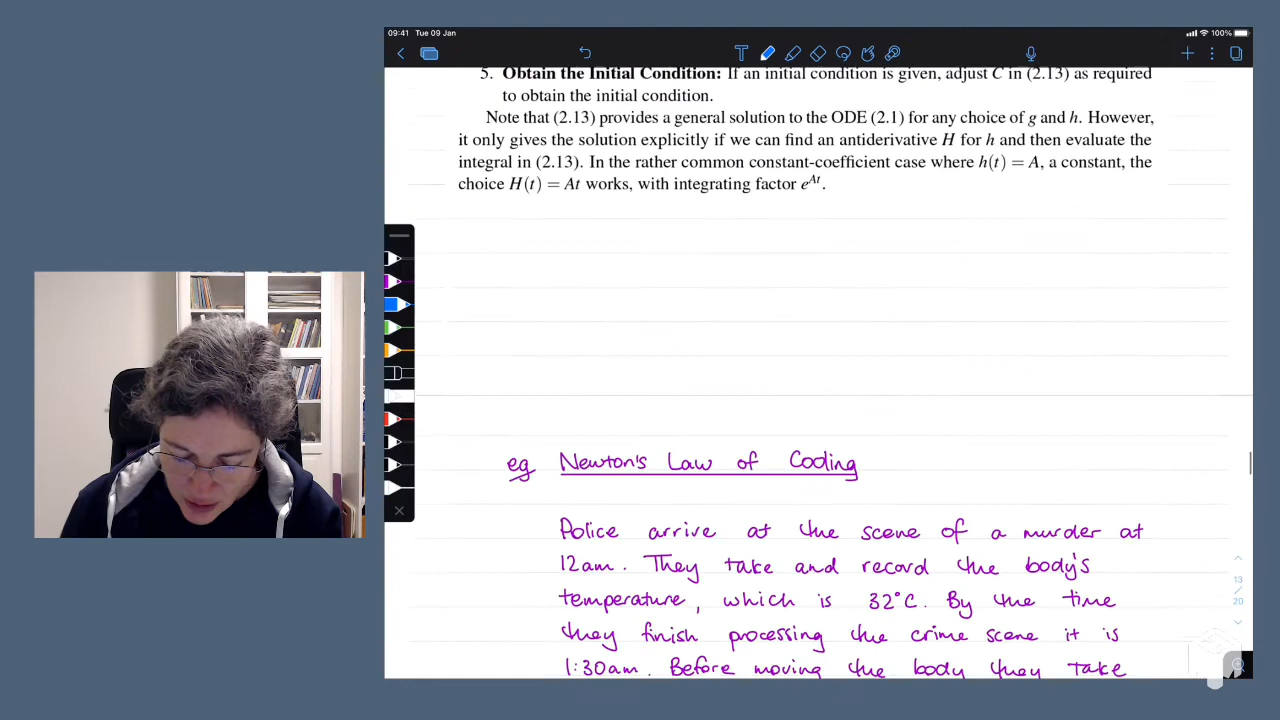 09:41 Tue 09 Jan 100%
5. Obtain the Initial Condition: If an initial condition is given, adjust C in (2.13) as required
to obtain the initial condition.
Note that (2.13) provides a general solution to the ODE (2.1) for any choice of g and h. However,
it only gives the solution explicitly if we can find an antiderivative H for h and then evaluate the
integral in (2.13). In the rather common constant-coefficient case where h(t) = A, a constant, the
choice H(t) = At works, with integrating factor e^{At}.
eg Newton's Law of Cooling
Police arrive at the scene of a murder at
12am. They take and record the body's
temperature, which is 32°C. By the time
they finish processing the crime scene it is
1:30am. Before moving the body they take
13
/
20